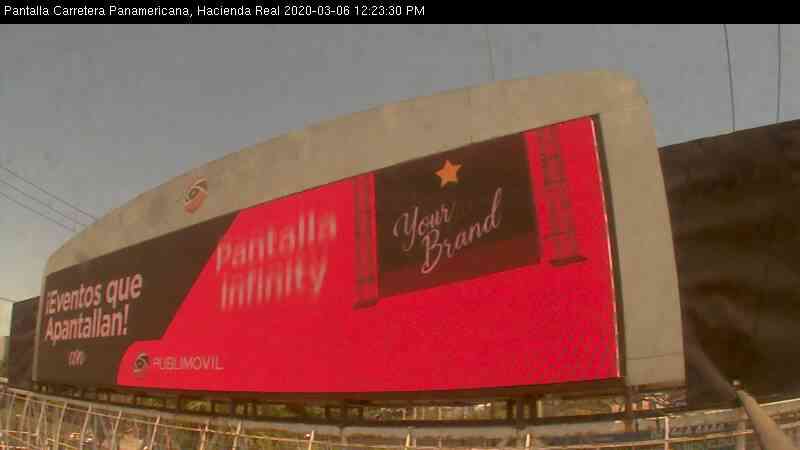 Pantalla Carretera Panamericana, Hacienda Real 2020-03-06 12:23:30 PM
¡Eventos que
Apantallan!
Pantalla
Infinity
Your
Brand
PUBLIMOVIL